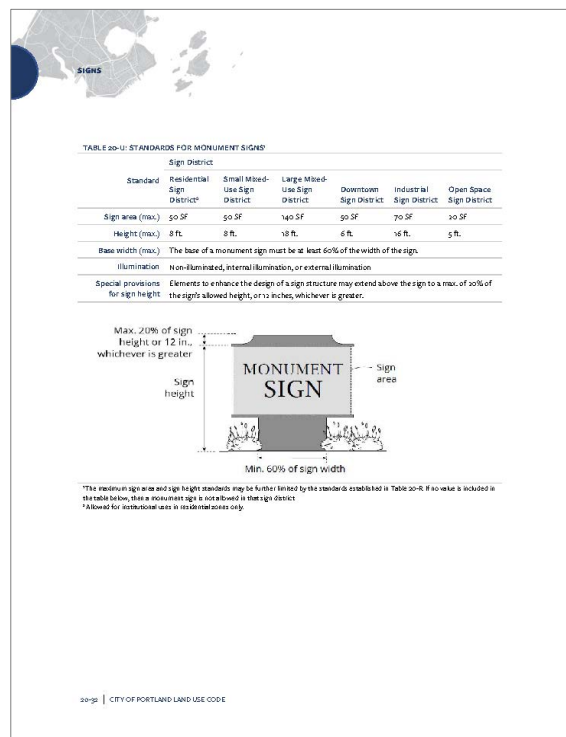 SIGNS
TABLE 20-U: STANDARDS FOR MONUMENT SIGNS¹
Sign District
Standard Residential Sign District² Small Mixed-Use Sign District Large Mixed-Use Sign District Downtown Sign District Industrial Sign District Open Space Sign District
Sign area (max.) 50 SF 50 SF 140 SF 50 SF 70 SF 20 SF
Height (max.) 8 ft. 8 ft. 18 ft. 6 ft. 16 ft. 5 ft.
Base width (max.) The base of a monument sign must be at least 60% of the width of the sign.
Illumination Non-illuminated, internal illumination, or external illumination
Special provisions for sign height Elements to enhance the design of a sign structure may extend above the sign to a max. of 20% of
the sign's allowed height, or 12 inches, whichever is greater.
Max. 20% of sign
height or 12 in.,
whichever is greater
Sign
height
MONUMENT
SIGN
Sign
area
Min. 60% of sign width
¹The maximum sign area and sign height standards may be further limited by the standards established in Table 20-R. If no value is included in
the table below, then a monument sign is not allowed in that sign district
² Allowed for institutional uses in residential zones only.
20-32 | CITY OF PORTLAND LAND USE CODE